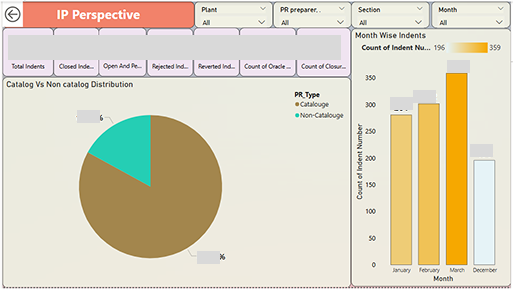 IP Perspective
Plant
All
PR preparer, ..
All
Section
All
Month
All
Total Indents
Closed Inde...
Open And Pe...
Rejected Ind...
Reverted Ind...
Count of Oracle ...
Count of Closur...
Catalog Vs Non catalog Distribution
%
PR_Type
Catalouge
Non-Catalouge
%
Month Wise Indents
Count of Indent Nu...
196
359
Count of Indent Number
350
300
250
200
150
100
50
0
January
February
March
December
Month